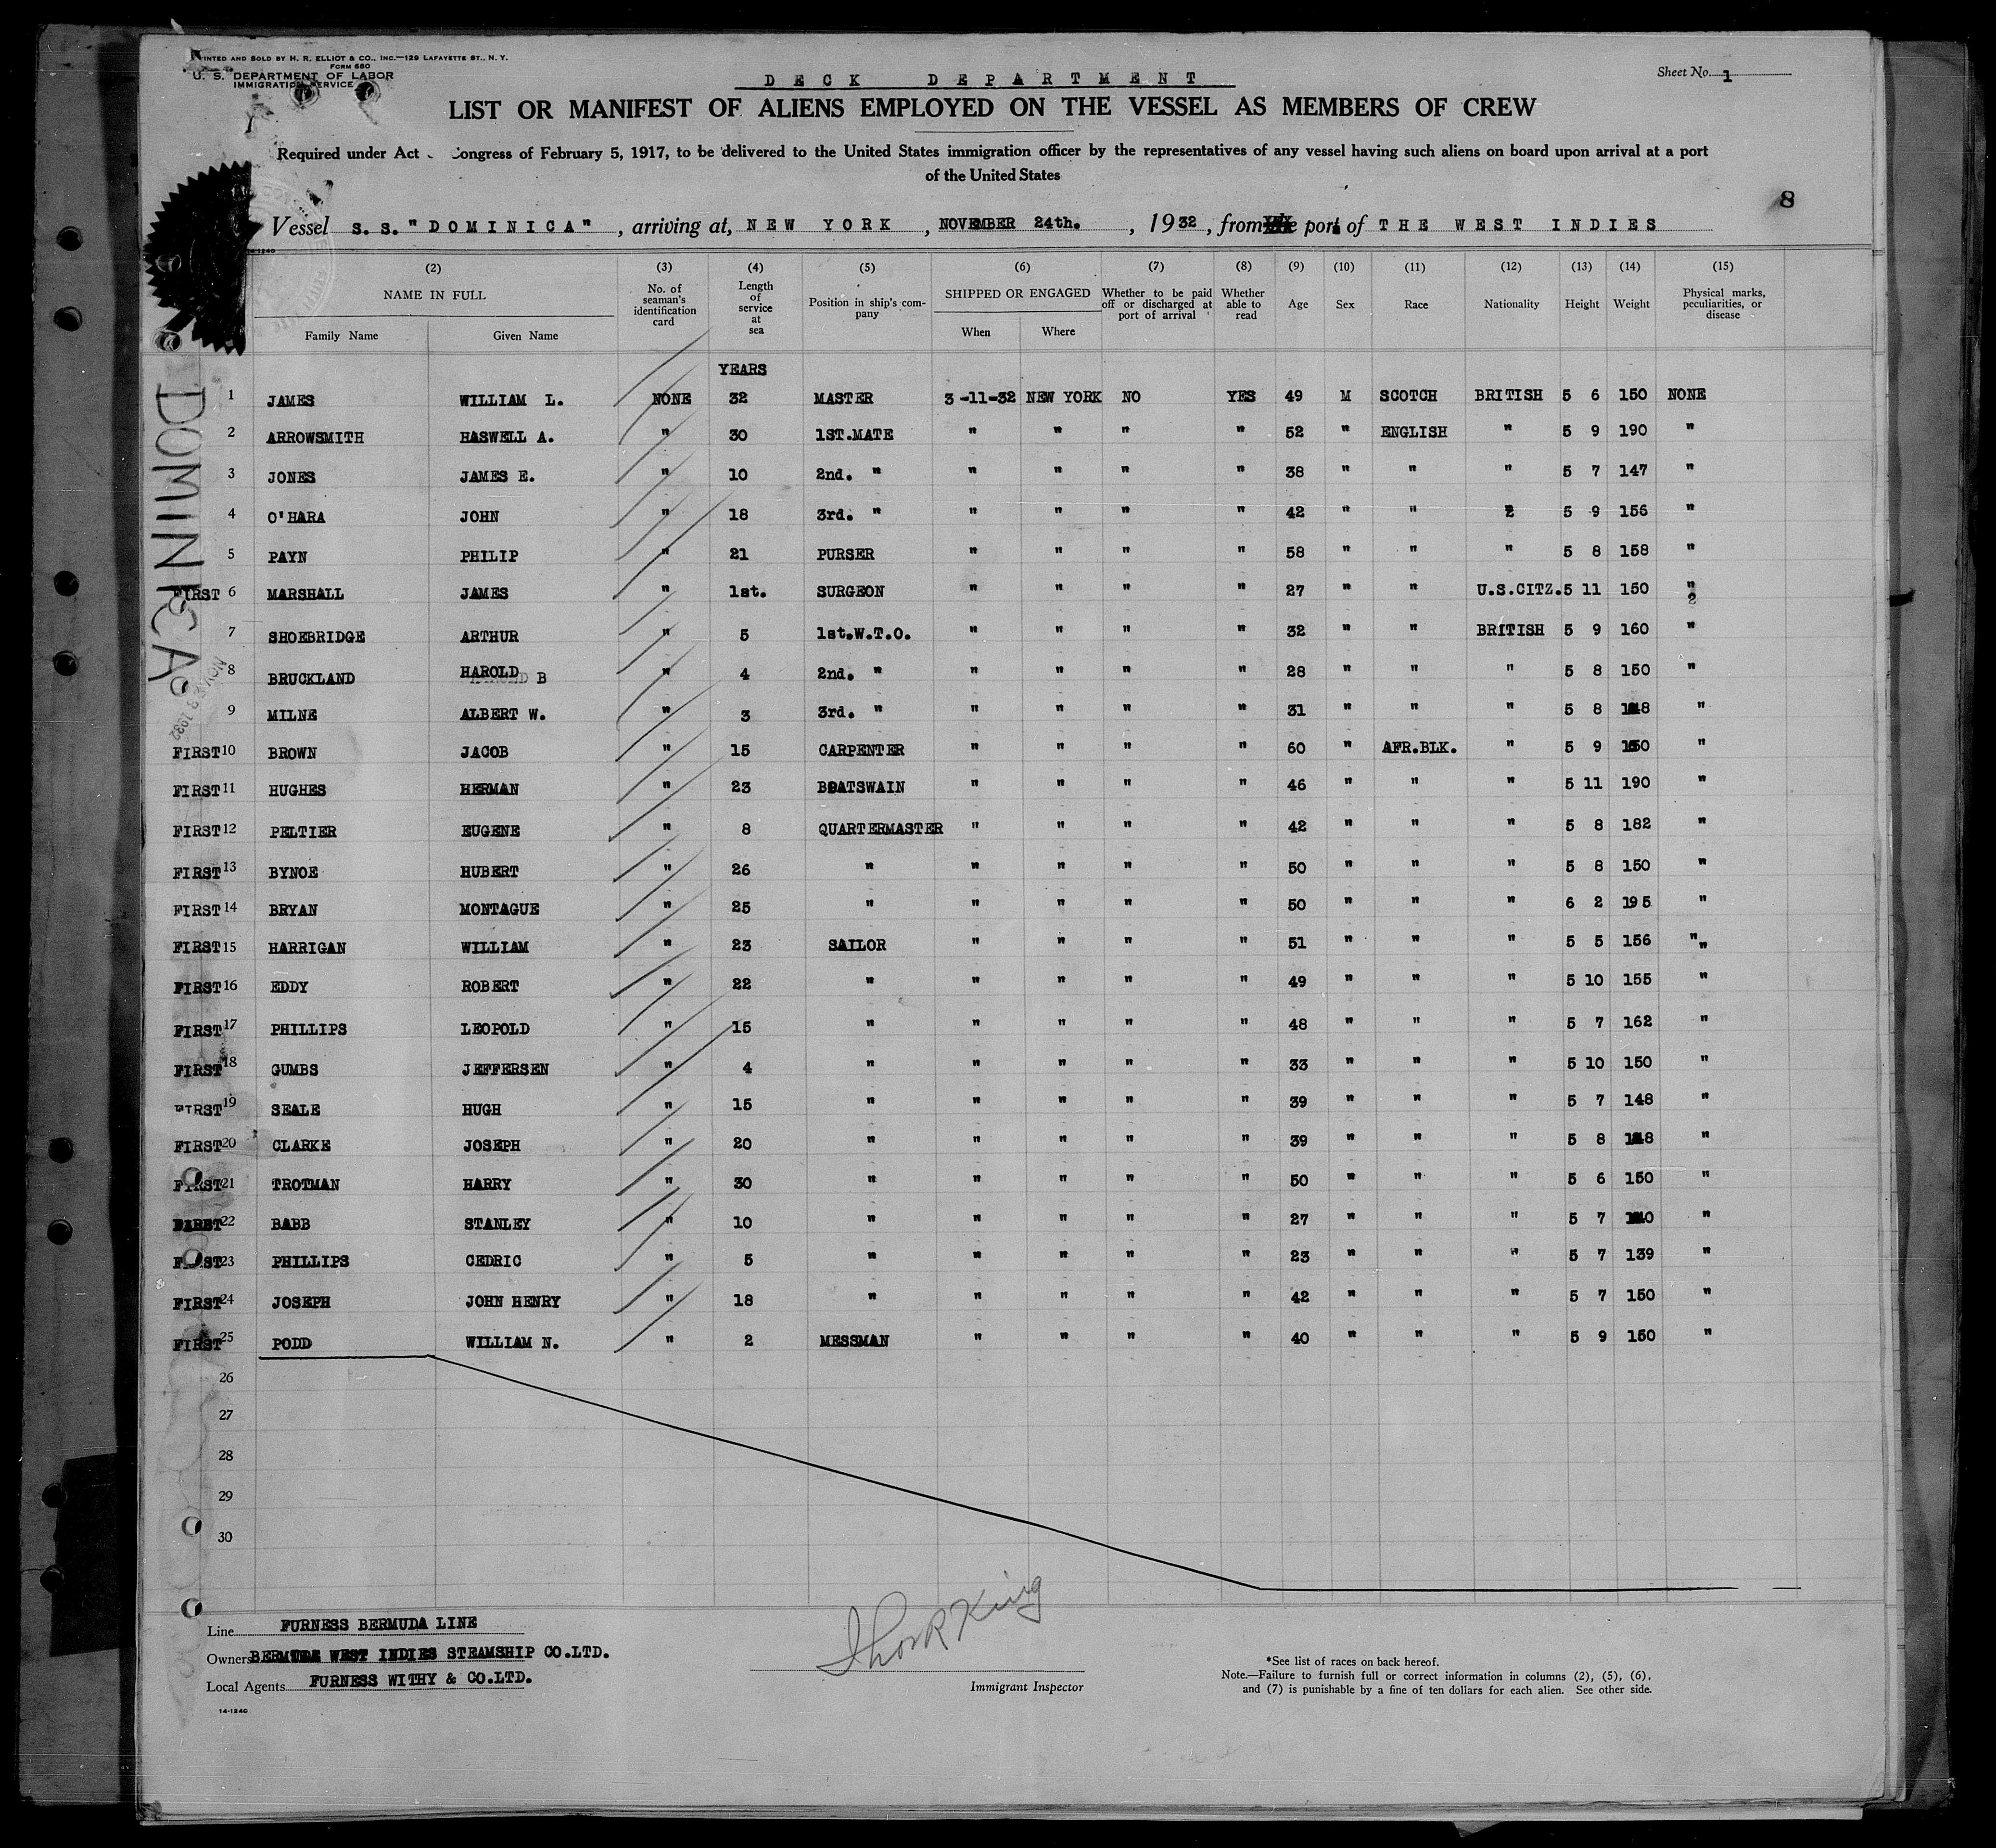 PRINTED AND SOLD BY H. R. ELLIOT & CO., INC.—129 LAFAYETTE ST., N. Y.
FORM 680
U. S. DEPARTMENT OF LABOR
IMMIGRATION SERVICE
DECK DEPARTMENT
Sheet No. 1
LIST OR MANIFEST OF ALIENS EMPLOYED ON THE VESSEL AS MEMBERS OF CREW
Required under Act Congress of February 5, 1917, to be delivered to the United States immigration officer by the representatives of any vessel having such aliens on board upon arrival at a port
of the United States
8
Vessel S.S."DOMINICA", arriving at, NEW YORK, NOVEMBER 24th., 1932, from port of THE WEST INDIES
14-1240
(2) (3) (4) (5) (6) (7) (8) (9) (10) (11) (12) (13) (14) (15)
NAME IN FULL No. of seaman's identification card Length of service at sea Position in ship's company SHIPPED OR ENGAGED Whether to be paid off or discharged at port of arrival Whether able to read Age Sex Race Nationality Height Weight Physical marks, peculiarities, or disease
Family Name Given Name When Where
YEARS
1 JAMES WILLIAM L. NONE 32 MASTER 3-11-32 NEW YORK NO YES 49 M SCOTCH BRITISH 5 6 150 NONE
2 ARROWSMITH HASWELL A. " 30 1ST.MATE " " " " 52 " ENGLISH " 5 9 190 "
3 JONES JAMES E. " 10 2nd. " " " " " 38 " " " 5 7 147 "
4 O'HARA JOHN " 18 3rd. " " " " " 42 " " 2 5 9 156 "
5 PAYN PHILIP " 21 PURSER " " " " 58 " " " 5 8 158 "
FIRST 6 MARSHALL JAMES " 1st. SURGEON " " " " 27 " " U.S.CITZ. 5 11 150 "
2
7 SHOEBRIDGE ARTHUR " 5 1st.W.T.O. " " " " 32 " " BRITISH 5 9 160 "
8 BRUCKLAND HAROLD B " 4 2nd. " " " " " 28 " " " 5 8 150 "
9 MILNE ALBERT W. " 3 3rd. " " " " " 31 " " " 5 8 148 "
FIRST 10 BROWN JACOB " 15 CARPENTER " " " " 60 " AFR.BLK. " 5 9 150 "
FIRST 11 HUGHES HERMAN " 23 BOATSWAIN " " " " 46 " " " 5 11 190 "
FIRST 12 PELTIER EUGENE " 8 QUARTERMASTER " " " " 42 " " " 5 8 182 "
FIRST 13 BYNOE HUBERT " 26 " " " " " 50 " " " 5 8 150 "
FIRST 14 BRYAN MONTAGUE " 25 " " " " " 50 " " " 6 2 195 "
FIRST 15 HARRIGAN WILLIAM " 23 SAILOR " " " " 51 " " " 5 5 156 " "
FIRST 16 EDDY ROBERT " 22 " " " " " 49 " " " 5 10 155 "
FIRST 17 PHILLIPS LEOPOLD " 15 " " " " " 48 " " " 5 7 162 "
FIRST 18 GUMBS JEFFERSEN " 4 " " " " " 33 " " " 5 10 150 "
FIRST 19 SEALE HUGH " 15 " " " " " 39 " " " 5 7 148 "
FIRST 20 CLARKE JOSEPH " 20 " " " " " 39 " " " 5 8 148 "
FIRST 21 TROTMAN HARRY " 30 " " " " " 50 " " " 5 6 150 "
FIRST 22 BABB STANLEY " 10 " " " " " 27 " " " 5 7 140 "
FIRST 23 PHILLIPS CEDRIC " 5 " " " " " 23 " " " 5 7 139 "
FIRST 24 JOSEPH JOHN HENRY " 18 " " " " " 42 " " " 5 7 150 "
FIRST 25 PODD WILLIAM N. " 2 MESSMAN " " " " 40 " " " 5 9 150 "
26
27
28
29
30
DOMINICA
NOV 23 1932
Line FURNESS BERMUDA LINE
Owners BERMUDA WEST INDIES STEAMSHIP CO.LTD.
Local Agents FURNESS WITHY & CO.LTD.
14-1240
King
Immigrant Inspector
*See list of races on back hereof.
Note.—Failure to furnish full or correct information in columns (2), (5), (6),
and (7) is punishable by a fine of ten dollars for each alien. See other side.